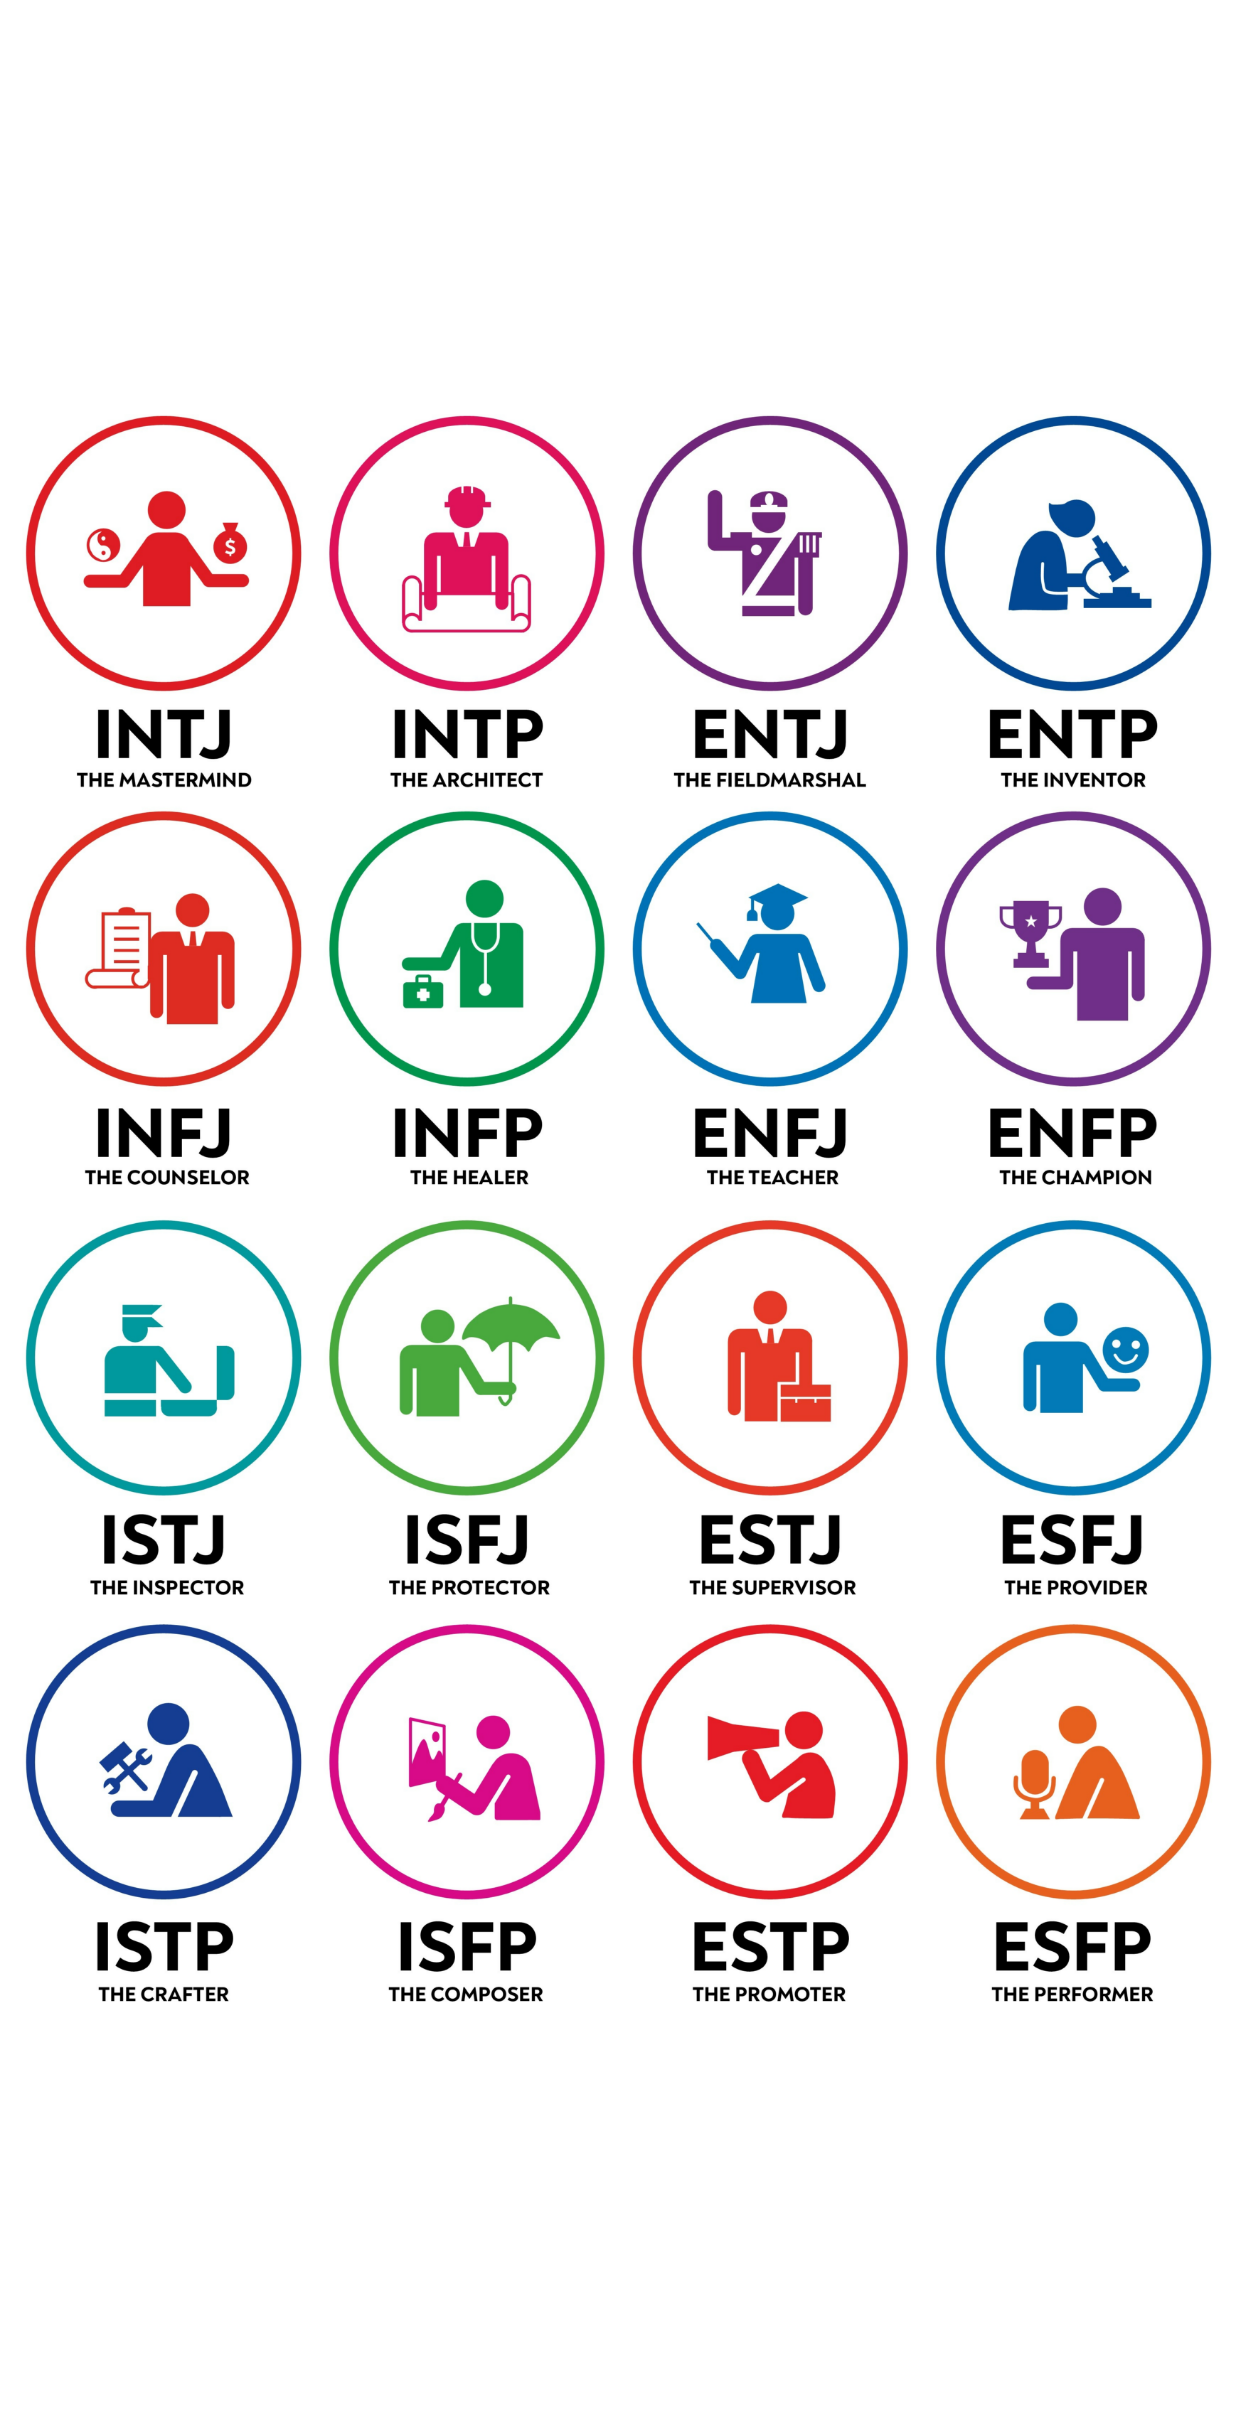 $
INTJ
THE MASTERMIND
INTP
THE ARCHITECT
ENTJ
THE FIELDMARSHAL
ENTP
THE INVENTOR
INFJ
THE COUNSELOR
INFP
THE HEALER
ENFJ
THE TEACHER
ENFP
THE CHAMPION
ISTJ
THE INSPECTOR
ISFJ
THE PROTECTOR
ESTJ
THE SUPERVISOR
ESFJ
THE PROVIDER
ISTP
THE CRAFTER
ISFP
THE COMPOSER
ESTP
THE PROMOTER
ESFP
THE PERFORMER